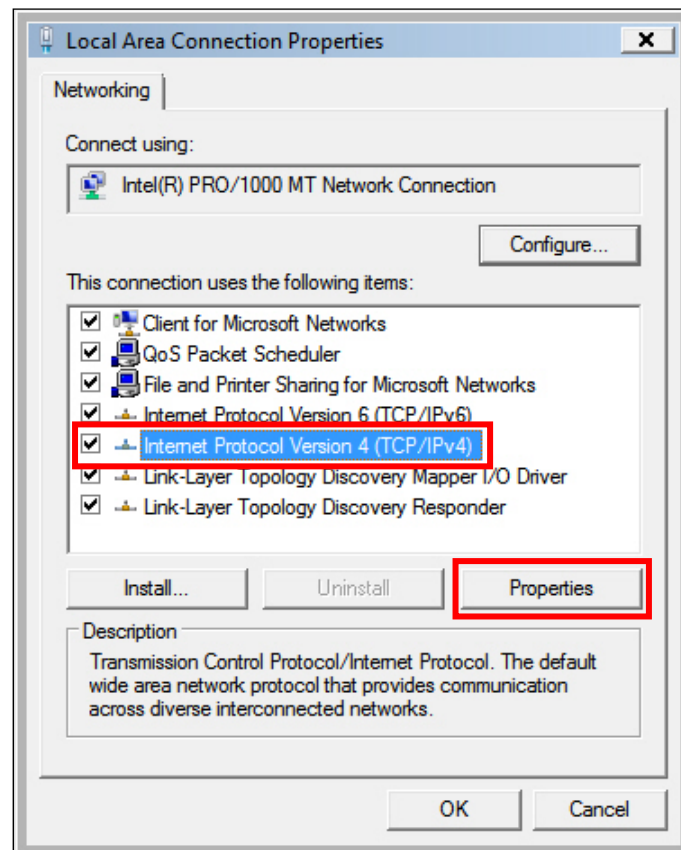 Local Area Connection Properties
Networking
Connect using:
Intel(R) PRO/1000 MT Network Connection
Configure...
This connection uses the following items:
Client for Microsoft Networks
QoS Packet Scheduler
File and Printer Sharing for Microsoft Networks
Internet Protocol Version 6 (TCP/IPv6)
Internet Protocol Version 4 (TCP/IPv4)
Link-Layer Topology Discovery Mapper I/O Driver
Link-Layer Topology Discovery Responder
Install... Uninstall Properties
Description
Transmission Control Protocol/Internet Protocol. The default
wide area network protocol that provides communication
across diverse interconnected networks.
OK Cancel